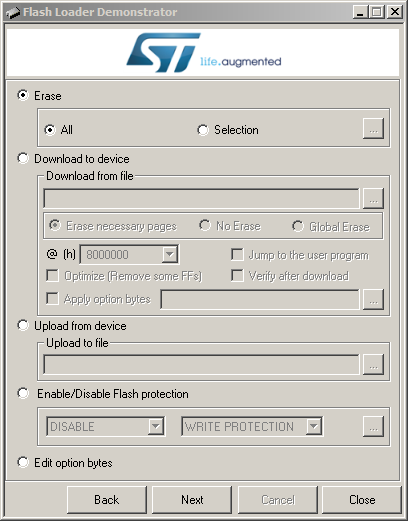 Flash Loader Demonstrator
ST
life.augmented
Erase
All
Selection
...
Download to device
Download from file
...
Erase necessary pages
No Erase
Global Erase
@ (h)
8000000
Jump to the user program
Optimize (Remove some FFs)
Verify after download
Apply option bytes
...
Upload from device
Upload to file
...
Enable/Disable Flash protection
DISABLE
WRITE PROTECTION
...
Edit option bytes
Back
Next
Cancel
Close